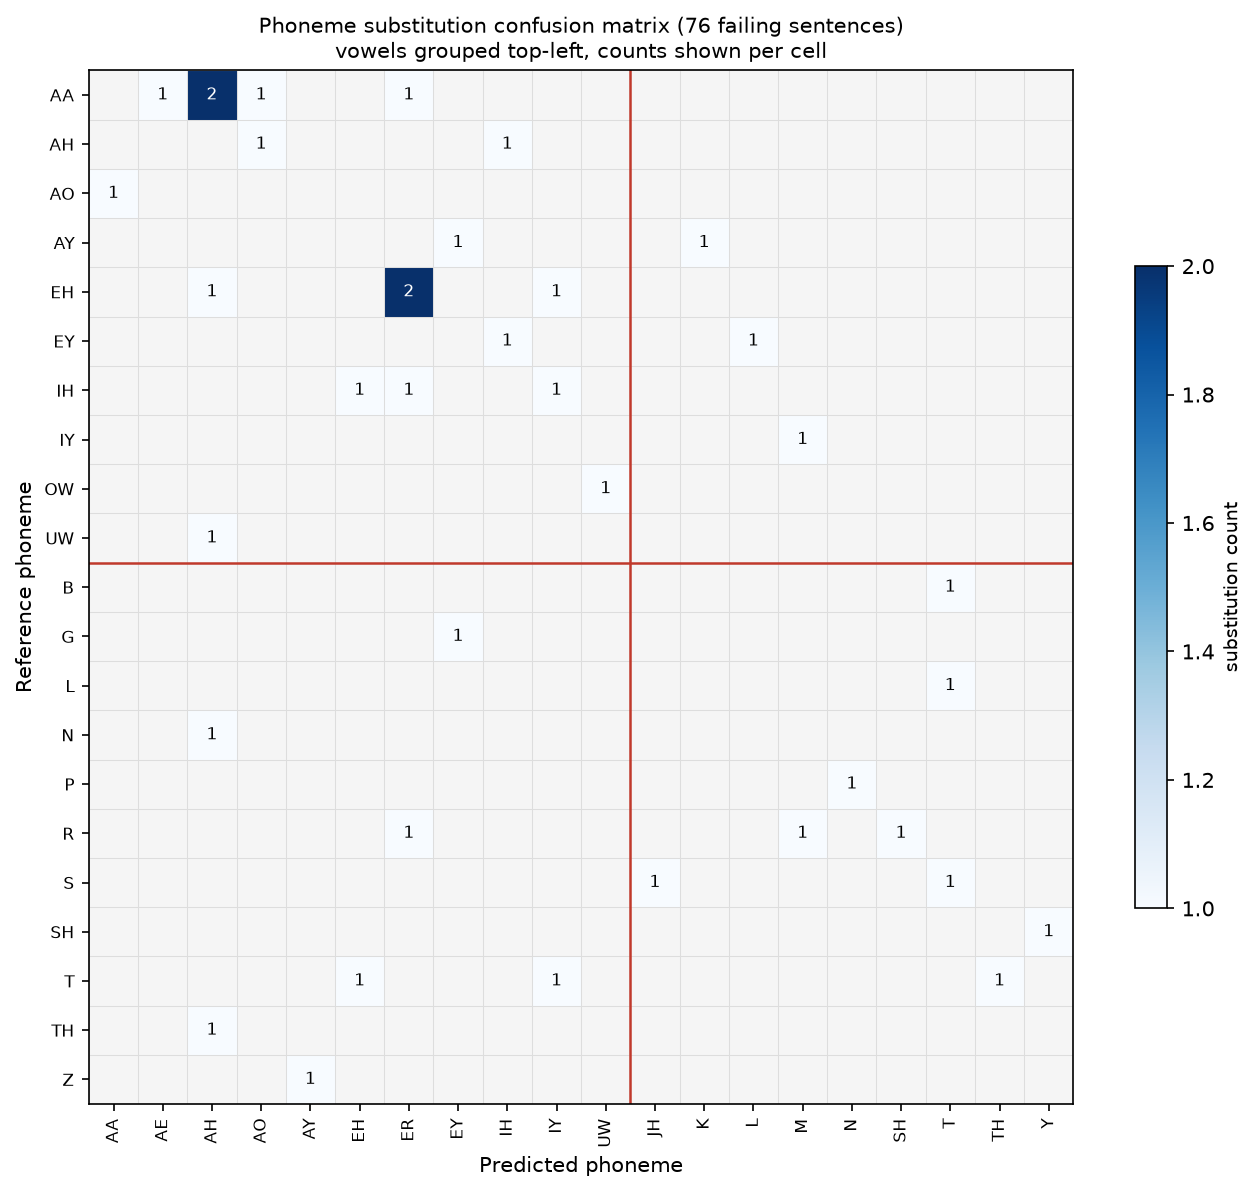 Phoneme substitution confusion matrix (76 failing sentences)
vowels grouped top-left, counts shown per cell
Reference phoneme
AA 1 2 1 1
AH 1 1
AO 1
AY 1 1
EH 1 2 1
EY 1 1
IH 1 1 1
IY 1
OW 1
UW 1
B 1
G 1
L 1
N 1
P 1
R 1 1 1
S 1 1
SH 1
T 1 1 1
TH 1
Z 1
AA AE AH AO AY EH ER EY IH IY UW JH K L M N SH T TH Y
Predicted phoneme
2.0
1.8
1.6
1.4
1.2
1.0
substitution count